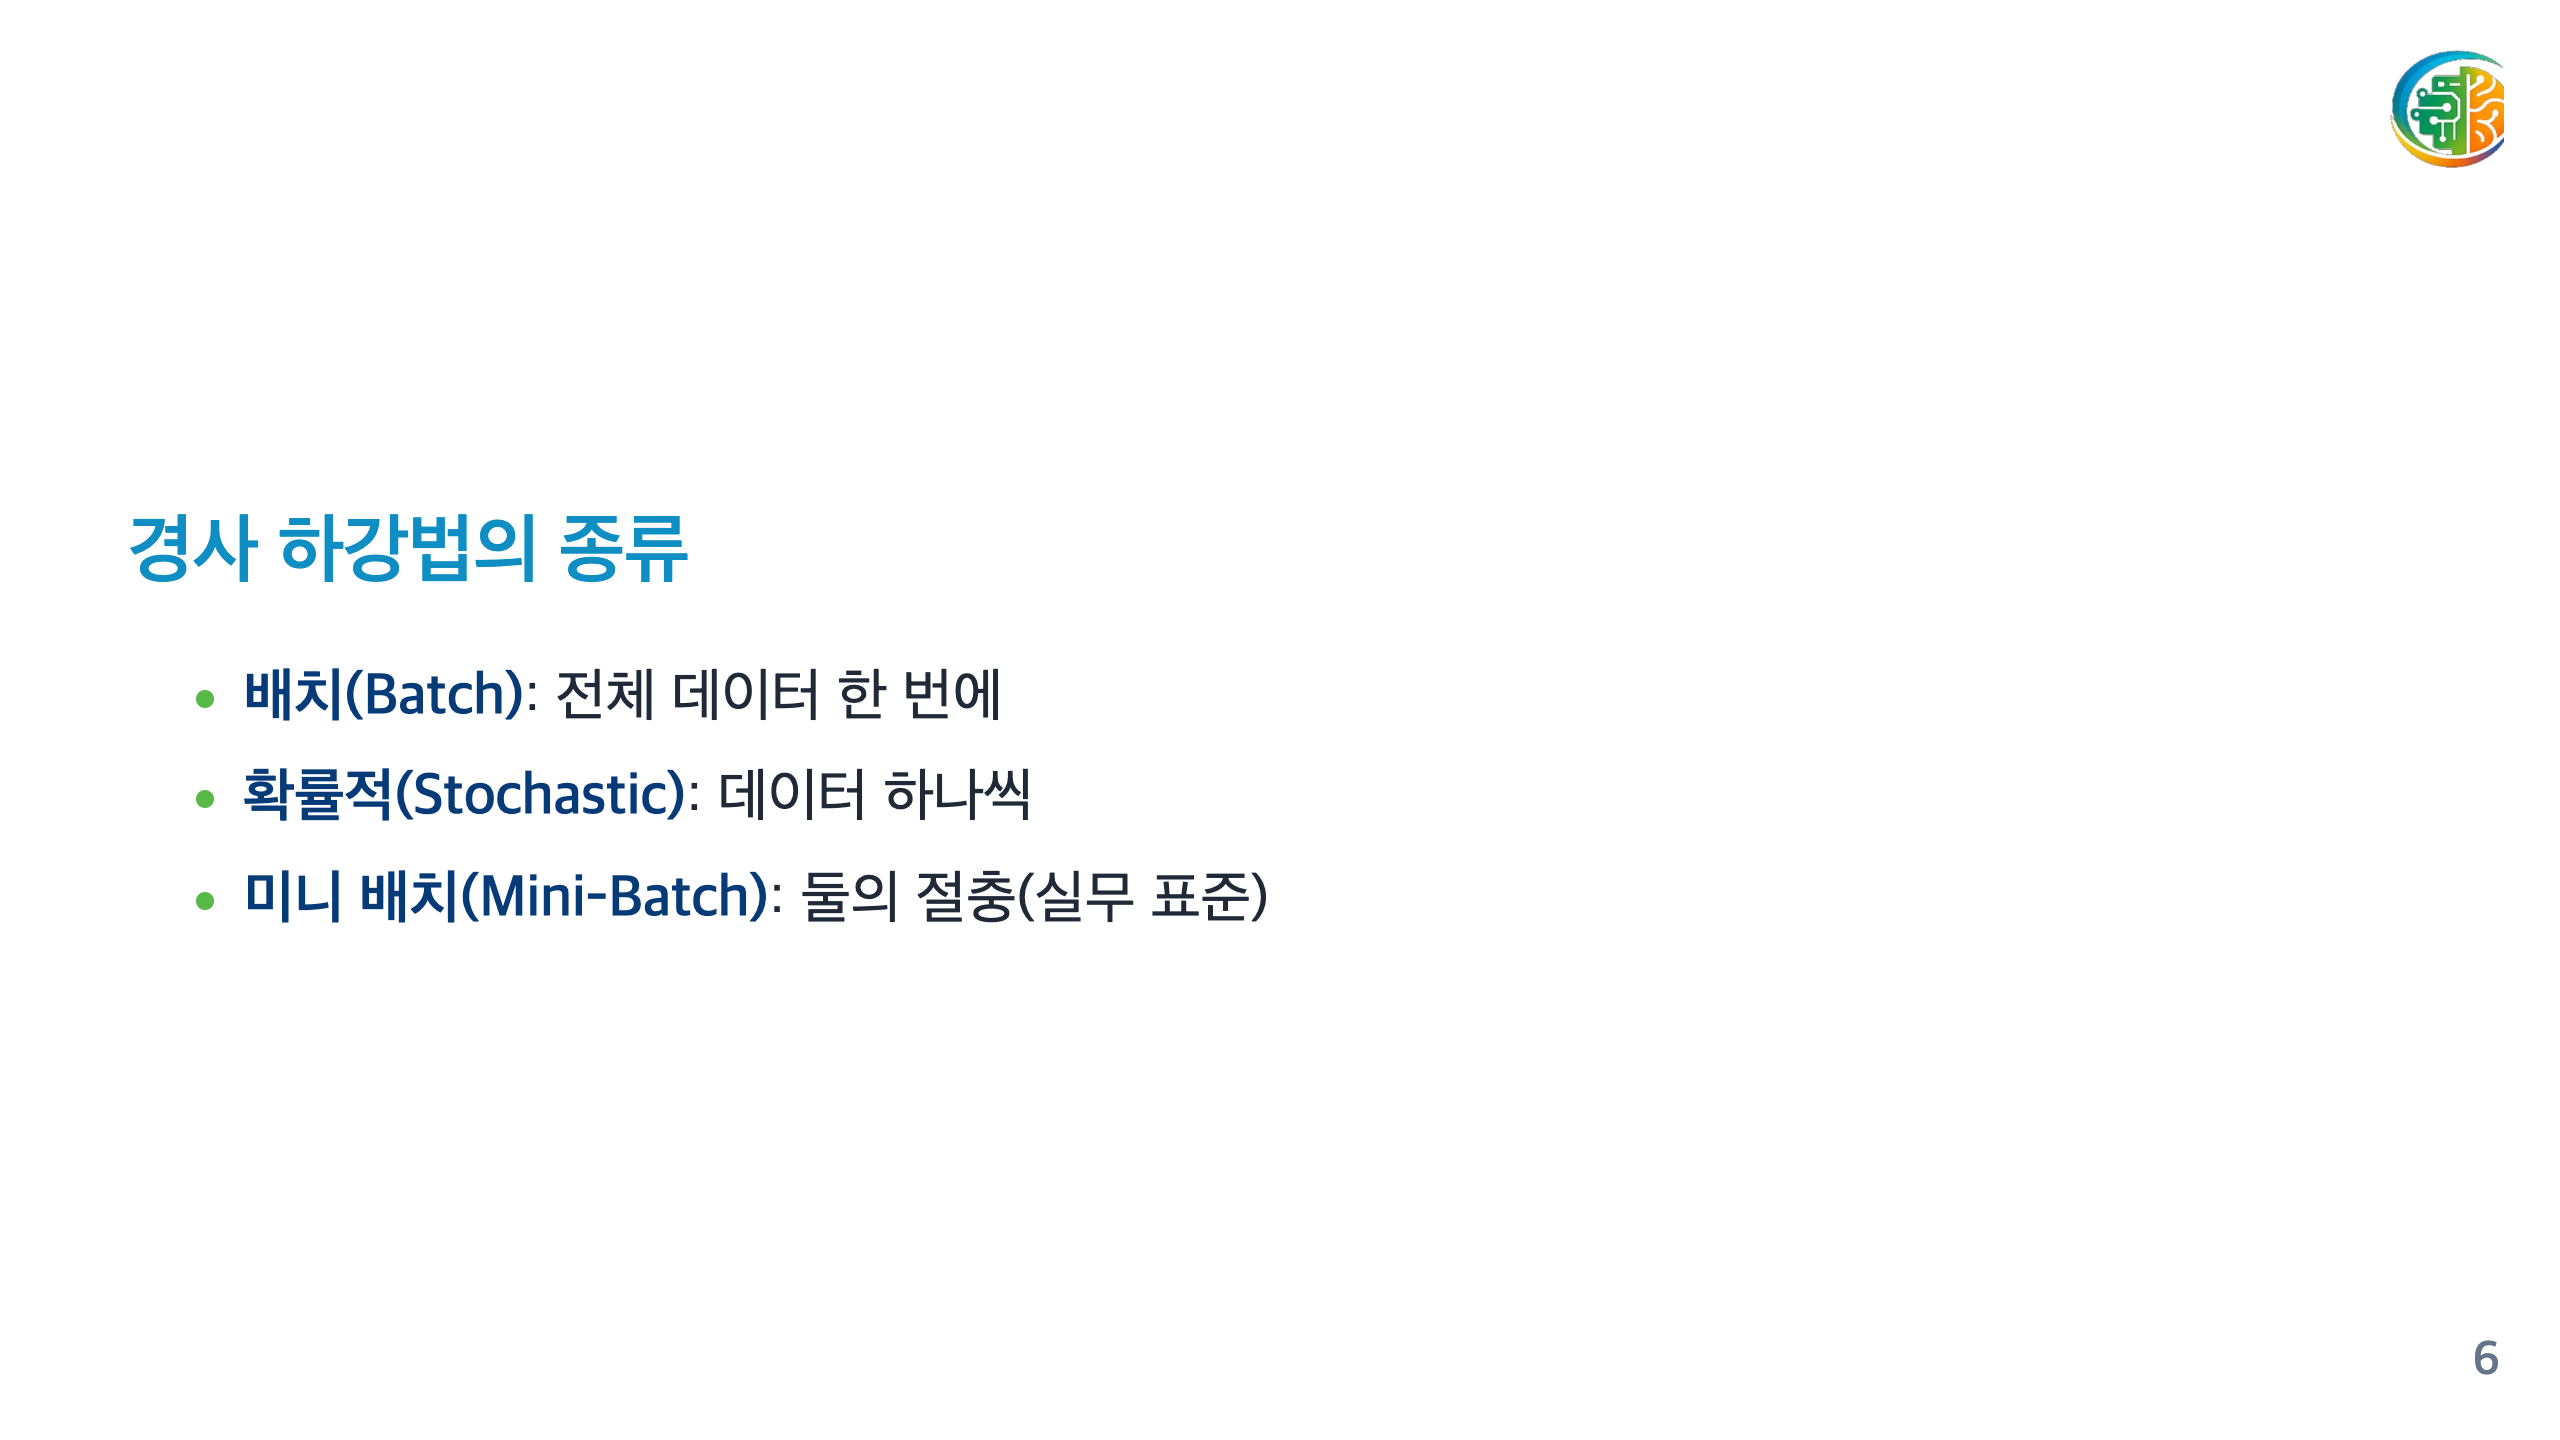 경사 하강법의 종류
• 배치(Batch): 전체 데이터 한 번에
• 확률적(Stochastic): 데이터 하나씩
• 미니 배치(Mini-Batch): 둘의 절충(실무 표준)
6